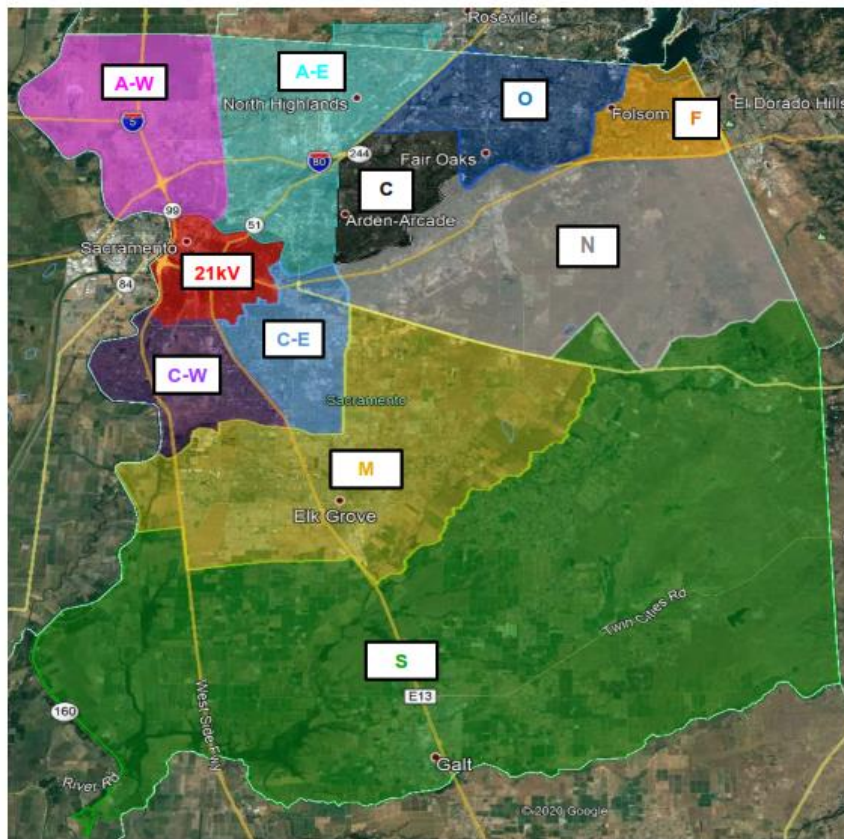 Roseville
A-W
A-E
North Highlands
O
Folsom
F
El Dorado Hills
5
80
244
Fair Oaks
C
99
51
Arden-Arcade
Sacramento
N
21kV
84
C-E
C-W
Sacramento
M
Elk Grove
Twin Cities Rd
S
E13
160
West Side Fwy
River Rd
Galt
© 2020 Google